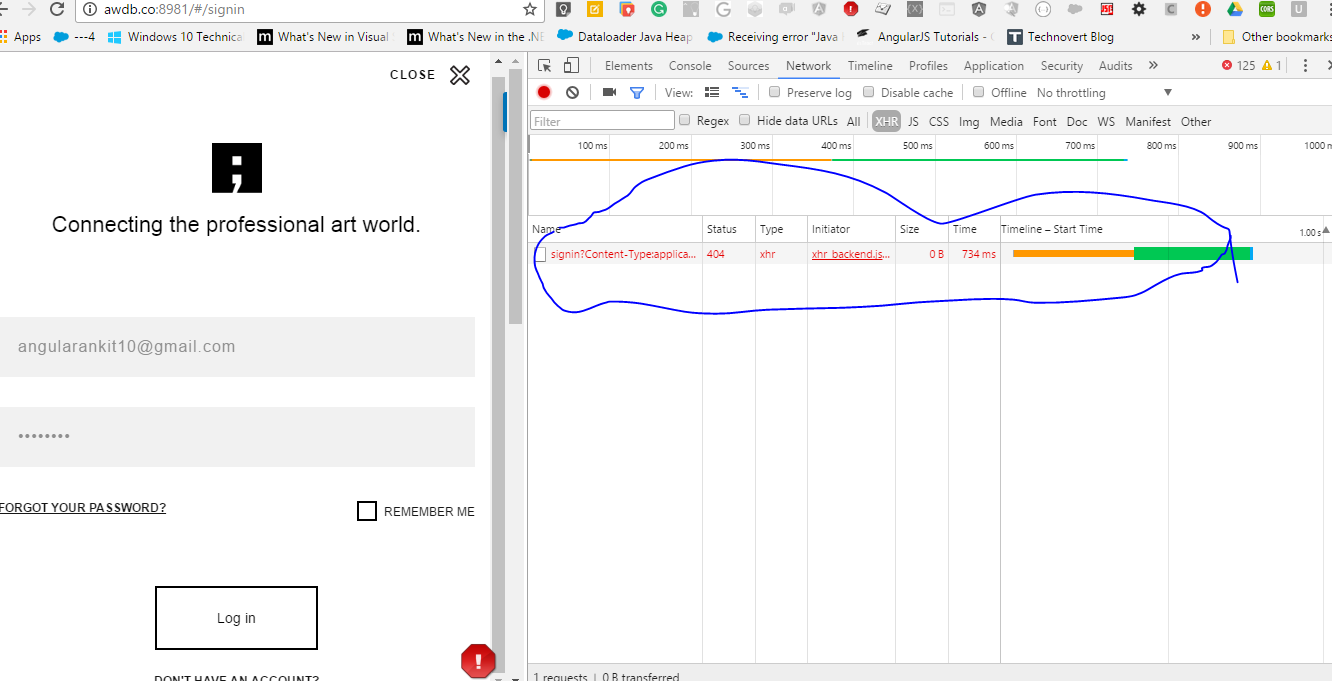 awdb.co:8981/#/signin
Apps ---4 Windows 10 Technica What's New in Visual What's New in the .NE Dataloader Java Heap Receiving error "Java AngularJS Tutorials - Technovert Blog » Other bookmarks
CLOSE
;
Connecting the professional art world.
angularankit10@gmail.com
••••••••
FORGOT YOUR PASSWORD? REMEMBER ME
Log in
DON'T HAVE AN ACCOUNT?
Elements Console Sources Network Timeline Profiles Application Security Audits » 125 1
View: Preserve log Disable cache Offline No throttling
Filter Regex Hide data URLs All XHR JS CSS Img Media Font Doc WS Manifest Other
100 ms 200 ms 300 ms 400 ms 500 ms 600 ms 700 ms 800 ms 900 ms 1000 m
Name Status Type Initiator Size Time Timeline – Start Time 1.00 s
signin?Content-Type:applica... 404 xhr xhr_backend.js... 0 B 734 ms
1 requests | 0 B transferred